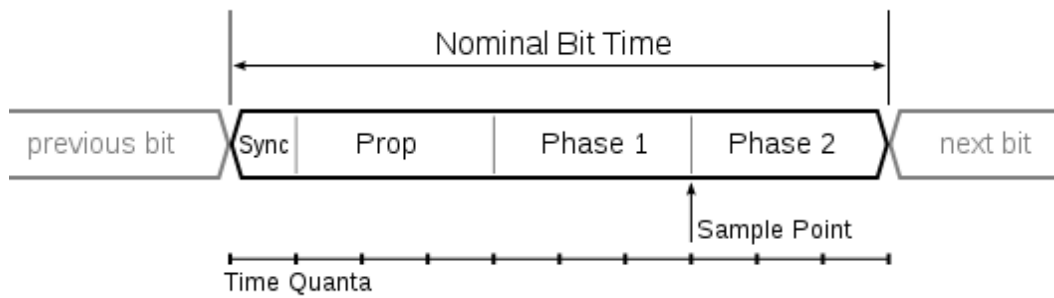 Nominal Bit Time
previous bit
Sync
Prop
Phase 1
Phase 2
next bit
Sample Point
Time Quanta